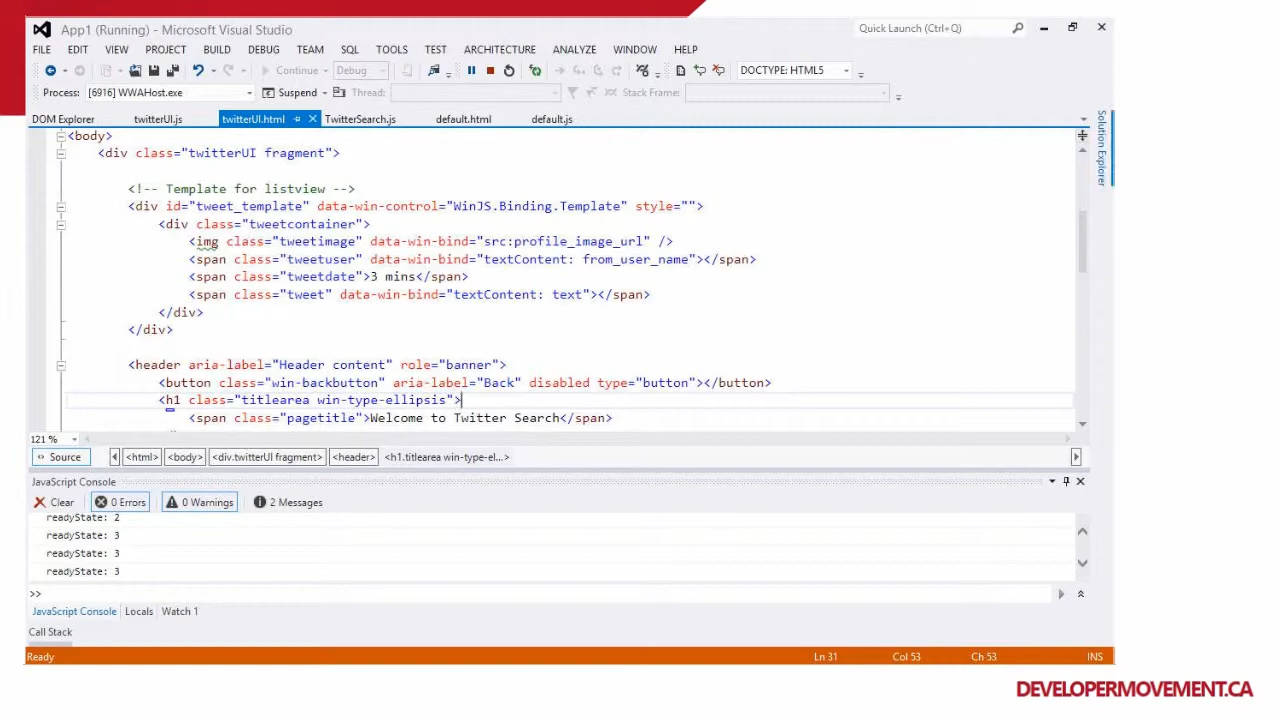 App1 (Running) - Microsoft Visual Studio
Quick Launch (Ctrl+Q)
FILE EDIT VIEW PROJECT BUILD DEBUG TEAM SQL TOOLS TEST ARCHITECTURE ANALYZE WINDOW HELP
Continue Debug DOCTYPE: HTML5
Process: [6916] WWAHost.exe Suspend Thread: Stack Frame:
DOM Explorer twitterUI.js twitterUI.html TwitterSearch.js default.html default.js
Solution Explorer
<body>
<div class="twitterUI fragment">
<!-- Template for listview -->
<div id="tweet_template" data-win-control="WinJS.Binding.Template" style="">
<div class="tweetcontainer">
<img class="tweetimage" data-win-bind="src:profile_image_url" />
<span class="tweetuser" data-win-bind="textContent: from_user_name"></span>
<span class="tweetdate">3 mins</span>
<span class="tweet" data-win-bind="textContent: text"></span>
</div>
</div>
<header aria-label="Header content" role="banner">
<button class="win-backbutton" aria-label="Back" disabled type="button"></button>
<h1 class="titlearea win-type-ellipsis">
<span class="pagetitle">Welcome to Twitter Search</span>
121 %
Source <html> <body> <div.twitterUI fragment> <header> <h1.titlearea win-type-el...>
JavaScript Console
Clear 0 Errors 0 Warnings 2 Messages
readyState: 2
readyState: 3
readyState: 3
readyState: 3
>>
JavaScript Console Locals Watch 1
Call Stack
Ready Ln 31 Col 53 Ch 53 INS
DEVELOPERMOVEMENT.CA